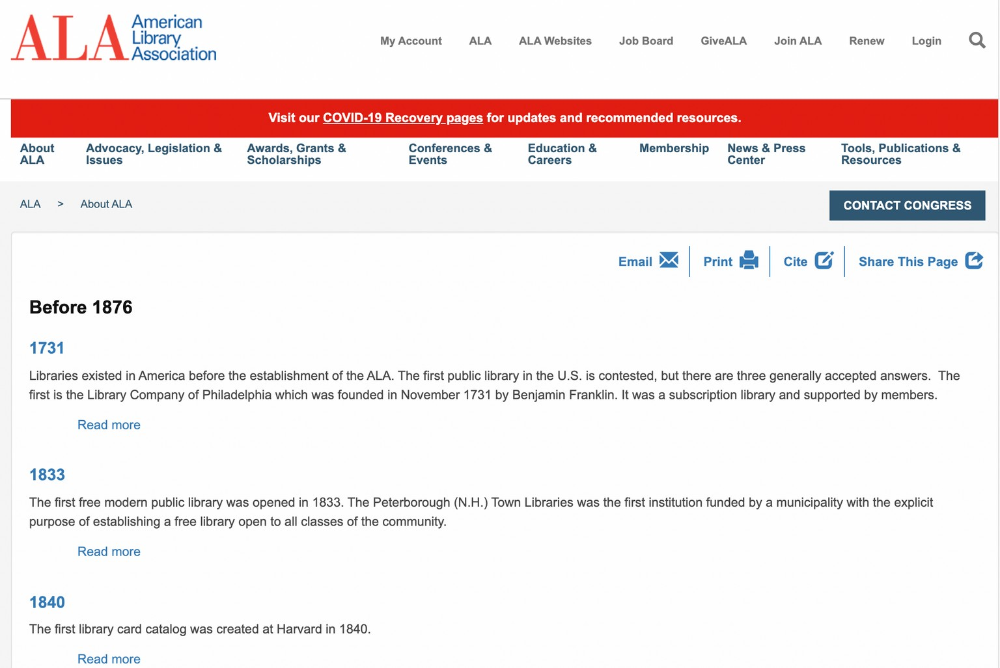 ALA American
Library
Association
My Account ALA ALA Websites Job Board GiveALA Join ALA Renew Login
Visit our COVID-19 Recovery pages for updates and recommended resources.
About ALA
Advocacy, Legislation & Issues
Awards, Grants & Scholarships
Conferences & Events
Education & Careers
Membership
News & Press Center
Tools, Publications & Resources
ALA > About ALA
CONTACT CONGRESS
Email Print Cite Share This Page
Before 1876
1731
Libraries existed in America before the establishment of the ALA. The first public library in the U.S. is contested, but there are three generally accepted answers.  The
first is the Library Company of Philadelphia which was founded in November 1731 by Benjamin Franklin. It was a subscription library and supported by members.
Read more
1833
The first free modern public library was opened in 1833. The Peterborough (N.H.) Town Libraries was the first institution funded by a municipality with the explicit
purpose of establishing a free library open to all classes of the community.
Read more
1840
The first library card catalog was created at Harvard in 1840.
Read more